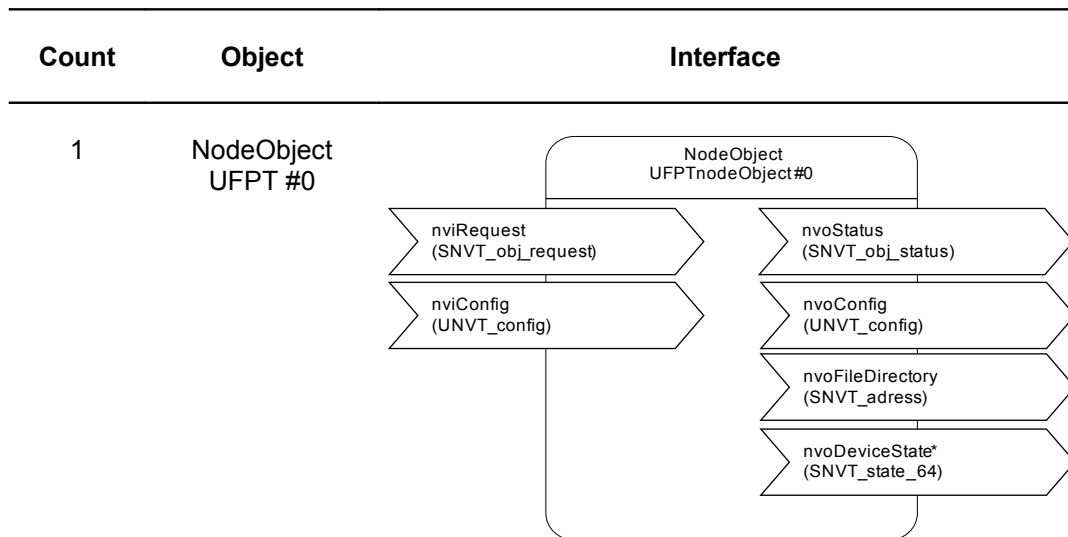 Count Object Interface
1 NodeObject
UFPT #0
NodeObject
UFPTnodeObject#0
nviRequest
(SNVT_obj_request)
nvoStatus
(SNVT_obj_status)
nviConfig
(UNVT_config)
nvoConfig
(UNVT_config)
nvoFileDirectory
(SNVT_adress)
nvoDeviceState*
(SNVT_state_64)